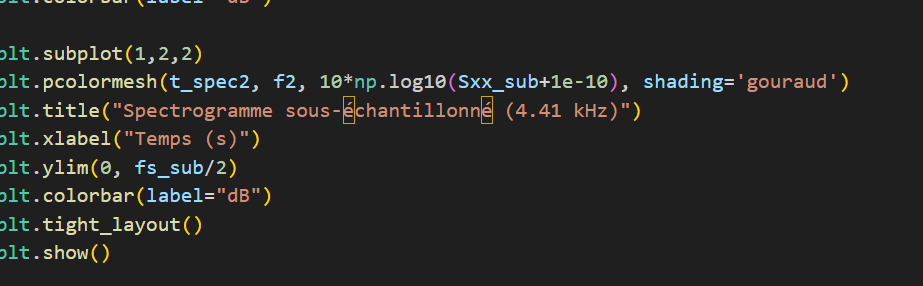 plt.colorbar(label="dB")
plt.subplot(1,2,2)
plt.pcolormesh(t_spec2, f2, 10*np.log10(Sxx_sub+1e-10), shading='gouraud')
plt.title("Spectrogramme sous-échantillonné (4.41 kHz)")
plt.xlabel("Temps (s)")
plt.ylim(0, fs_sub/2)
plt.colorbar(label="dB")
plt.tight_layout()
plt.show()